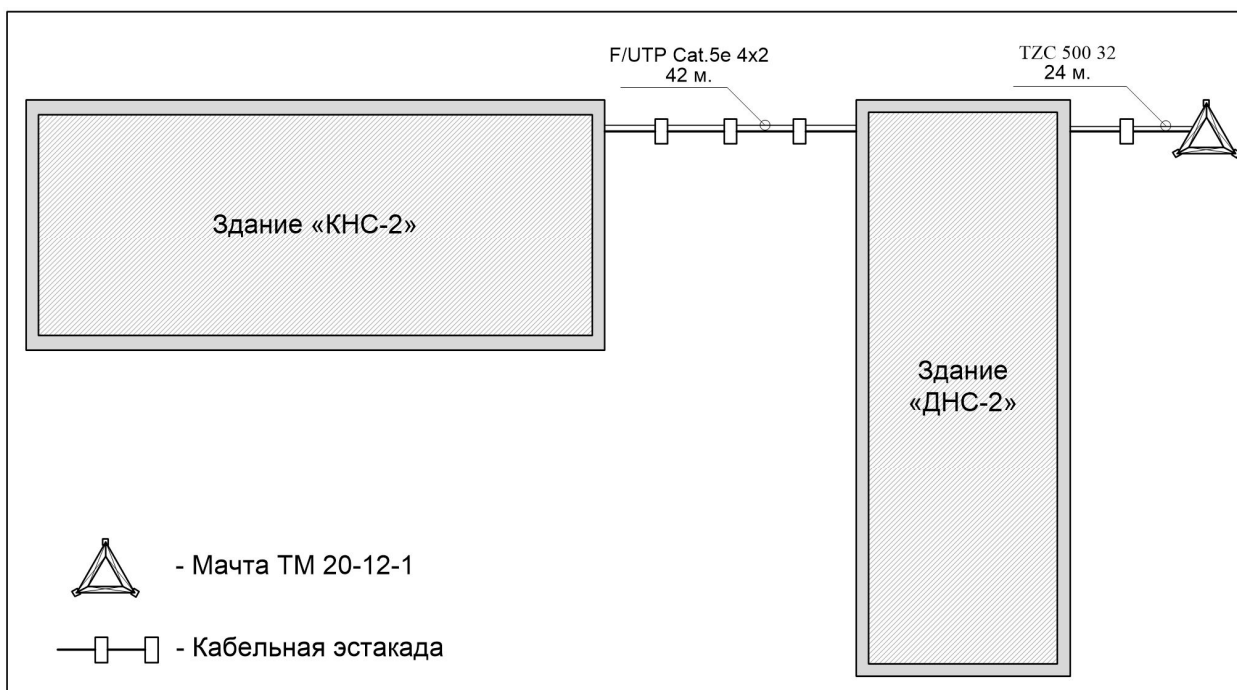 F/UTP Cat.5e 4x2
42 м.
TZC 500 32
24 м.
Здание «КНС-2»
Здание
«ДНС-2»
- Мачта ТМ 20-12-1
- Кабельная эстакада